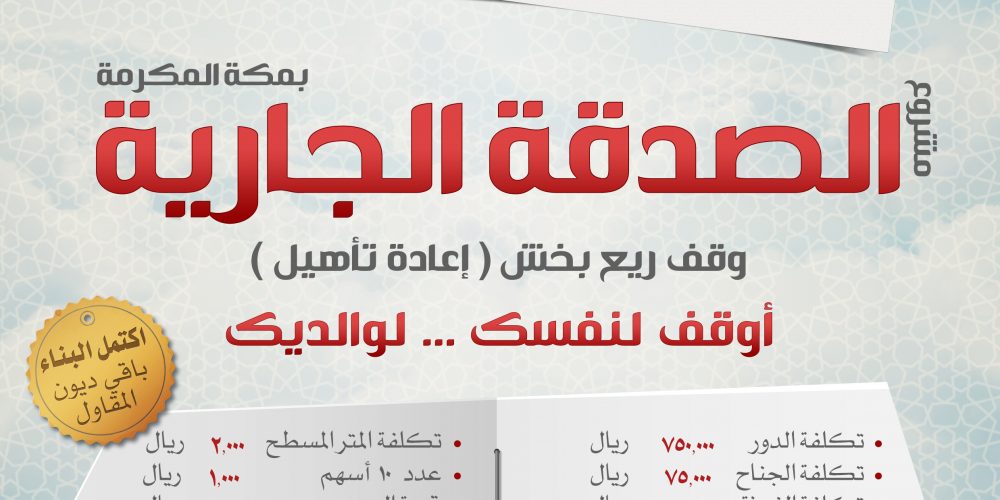 مشروع
الصدقة الجارية
بمكة المكرمة
وقف ريع بخش ( إعادة تأهيل )
أوقف لنفسك ... لوالديك
اكتمل البناء
باقي ديون
المقاول
• تكلفة الدور ٧٥٠,٠٠٠ ريال
• تكلفة الجناح ٧٥,٠٠٠ ريال
• تكلفة المتر المسطح ٢,٠٠٠ ريال
• عدد ١٠ أسهم ١,٠٠٠ ريال